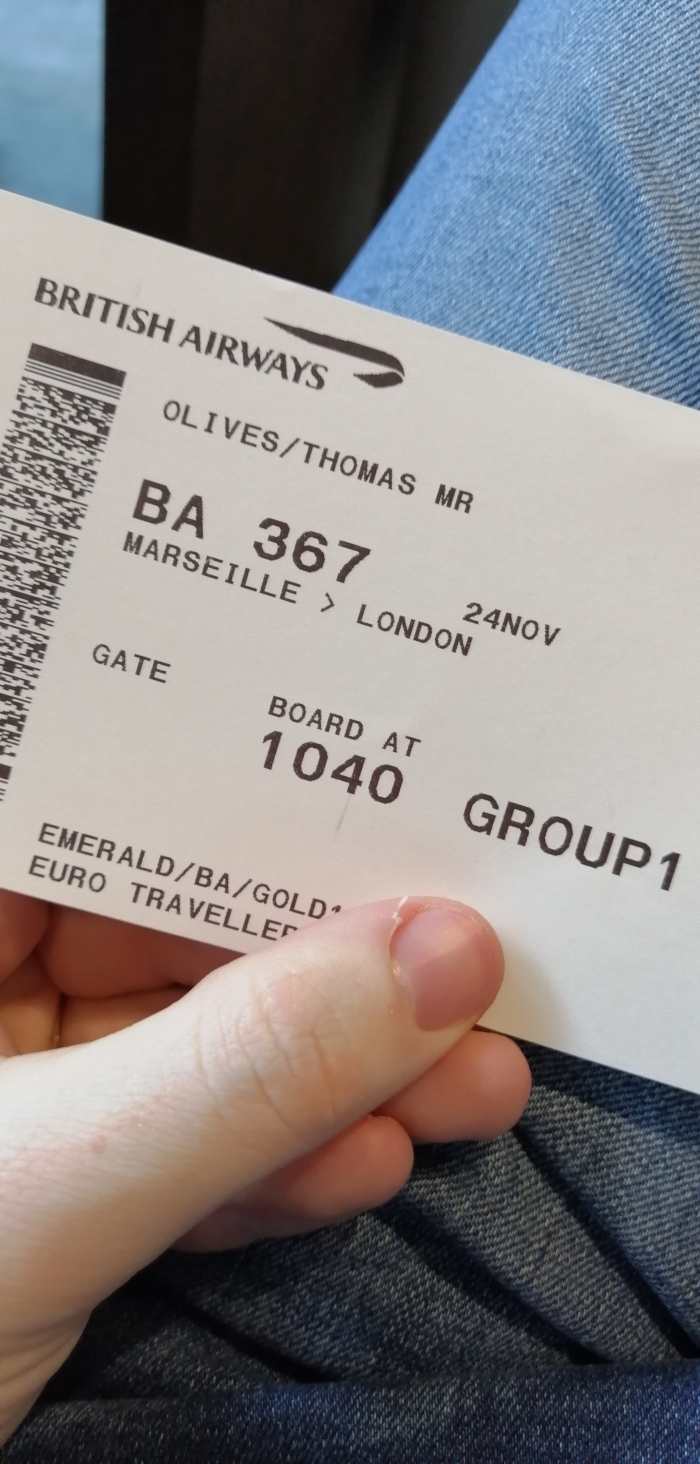 BRITISH AIRWAYS
OLIVES/THOMAS MR
BA 367
MARSEILLE > LONDON 24NOV
GATE BOARD AT
1040 GROUP1
EMERALD/BA/GOLD
EURO